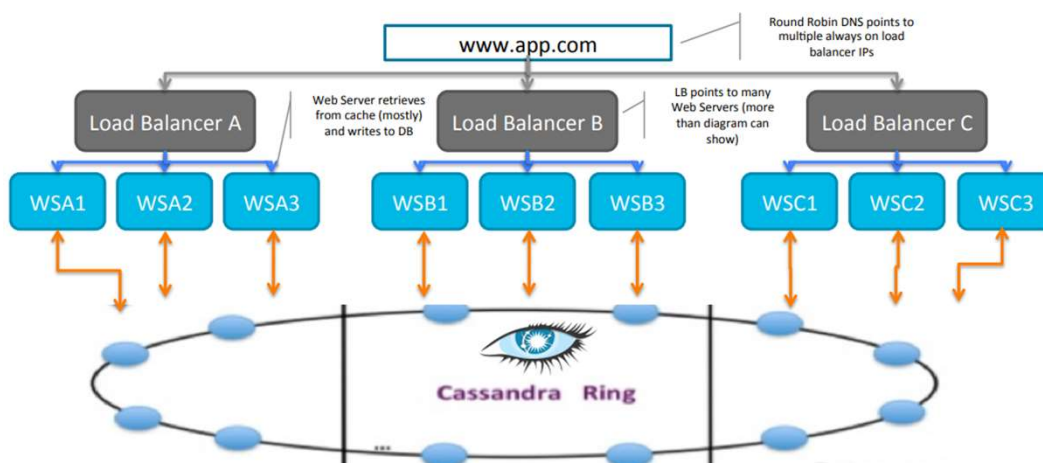 www.app.com
Round Robin DNS points to
multiple always on load
balancer IPs
Load Balancer A
Web Server retrieves
from cache (mostly)
and writes to DB
Load Balancer B
LB points to many
Web Servers (more
than diagram can
show)
Load Balancer C
WSA1
WSA2
WSA3
WSB1
WSB2
WSB3
WSC1
WSC2
WSC3
Cassandra Ring
...